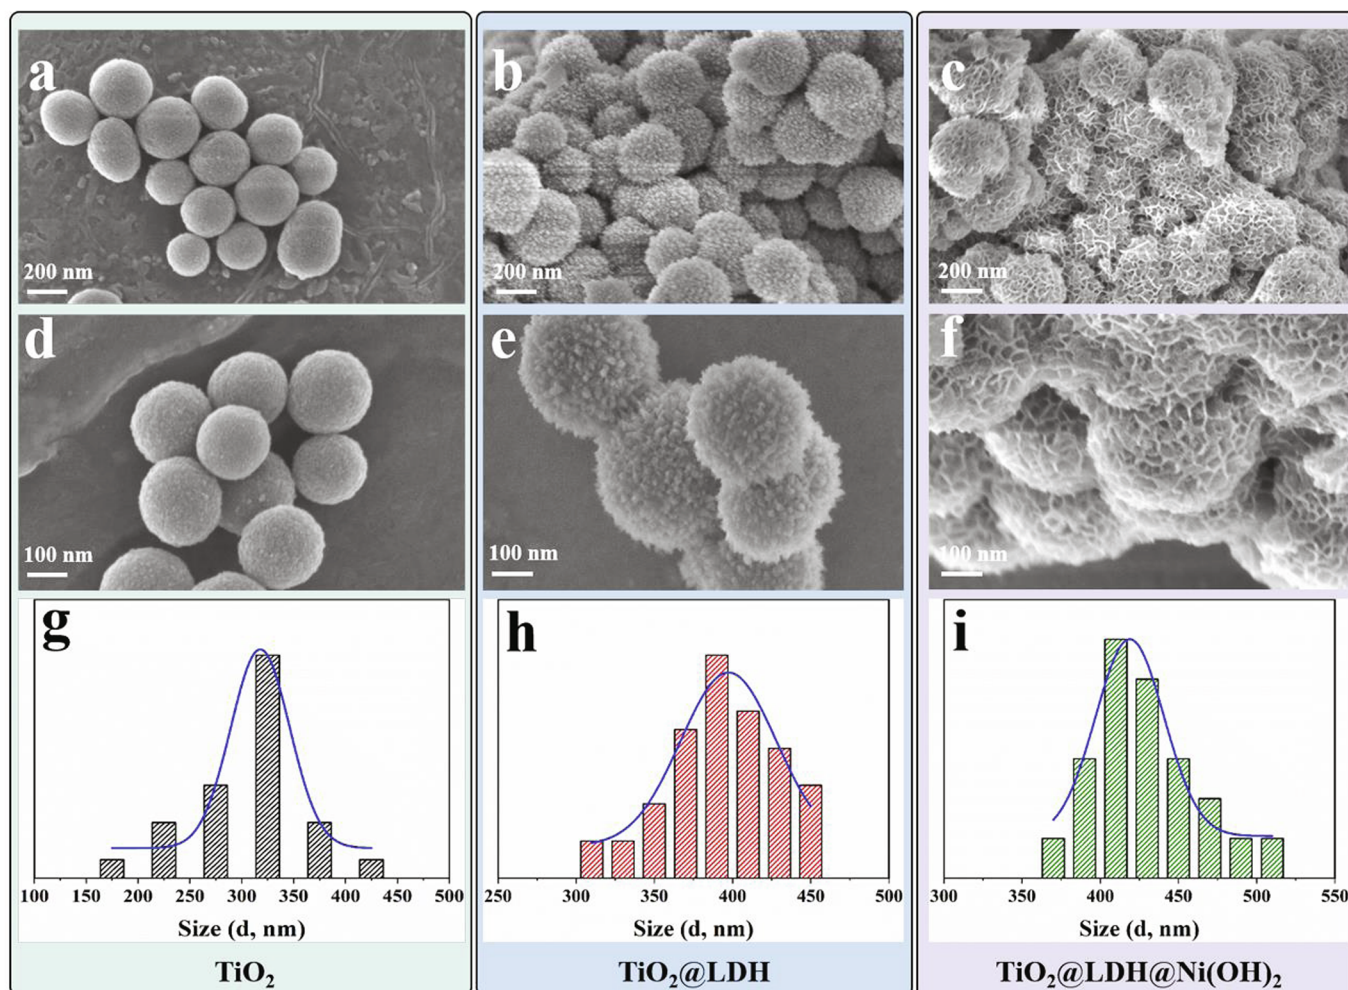 a
b
c
200 nm
200 nm
200 nm
d
e
f
100 nm
100 nm
100 nm
g
h
i
100 150 200 250 300 350 400 450 500
300 350 400 450 500
300 350 400 450 500 550
Size (d, nm)
Size (d, nm)
Size (d, nm)
TiO₂
TiO₂@LDH
TiO₂@LDH@Ni(OH)₂